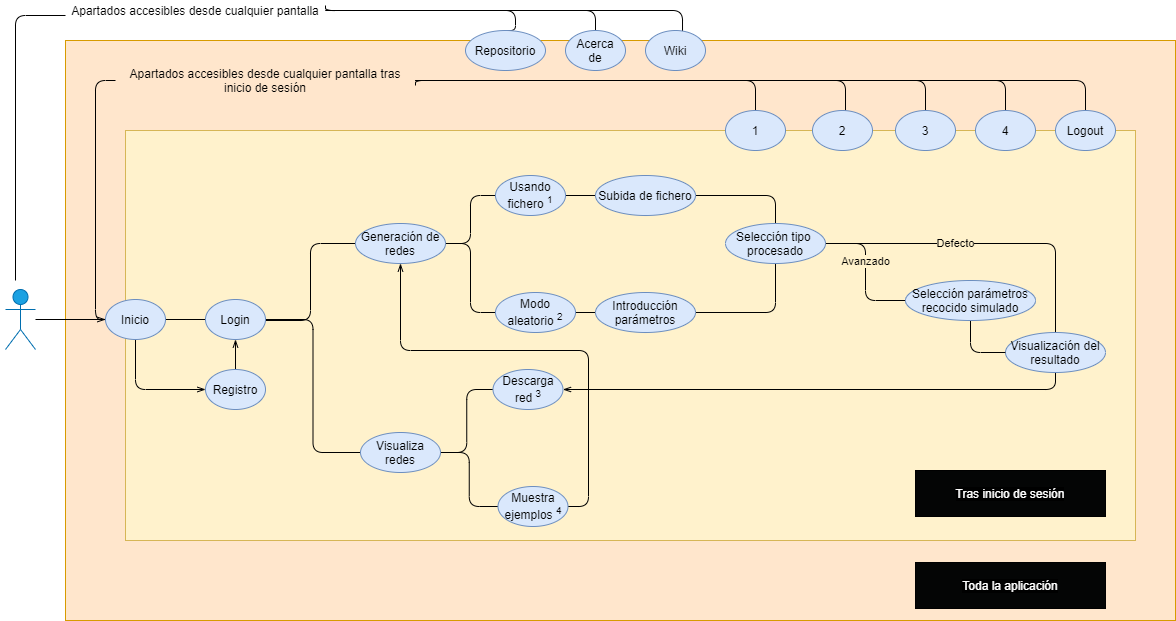 Apartados accesibles desde cualquier pantalla
Repositorio
Acerca
de
Wiki
Apartados accesibles desde cualquier pantalla tras
inicio de sesión
1
2
3
4
Logout
Usando
fichero 1
Subida de fichero
Generación de
redes
Selección tipo
procesado
Defecto
Avanzado
Modo
aleatorio 2
Introducción
parámetros
Selección parámetros
recocido simulado
Inicio
Login
Visualización del
resultado
Registro
Descarga
red 3
Visualiza
redes
Muestra
ejemplos 4
Tras inicio de sesión
Toda la aplicación